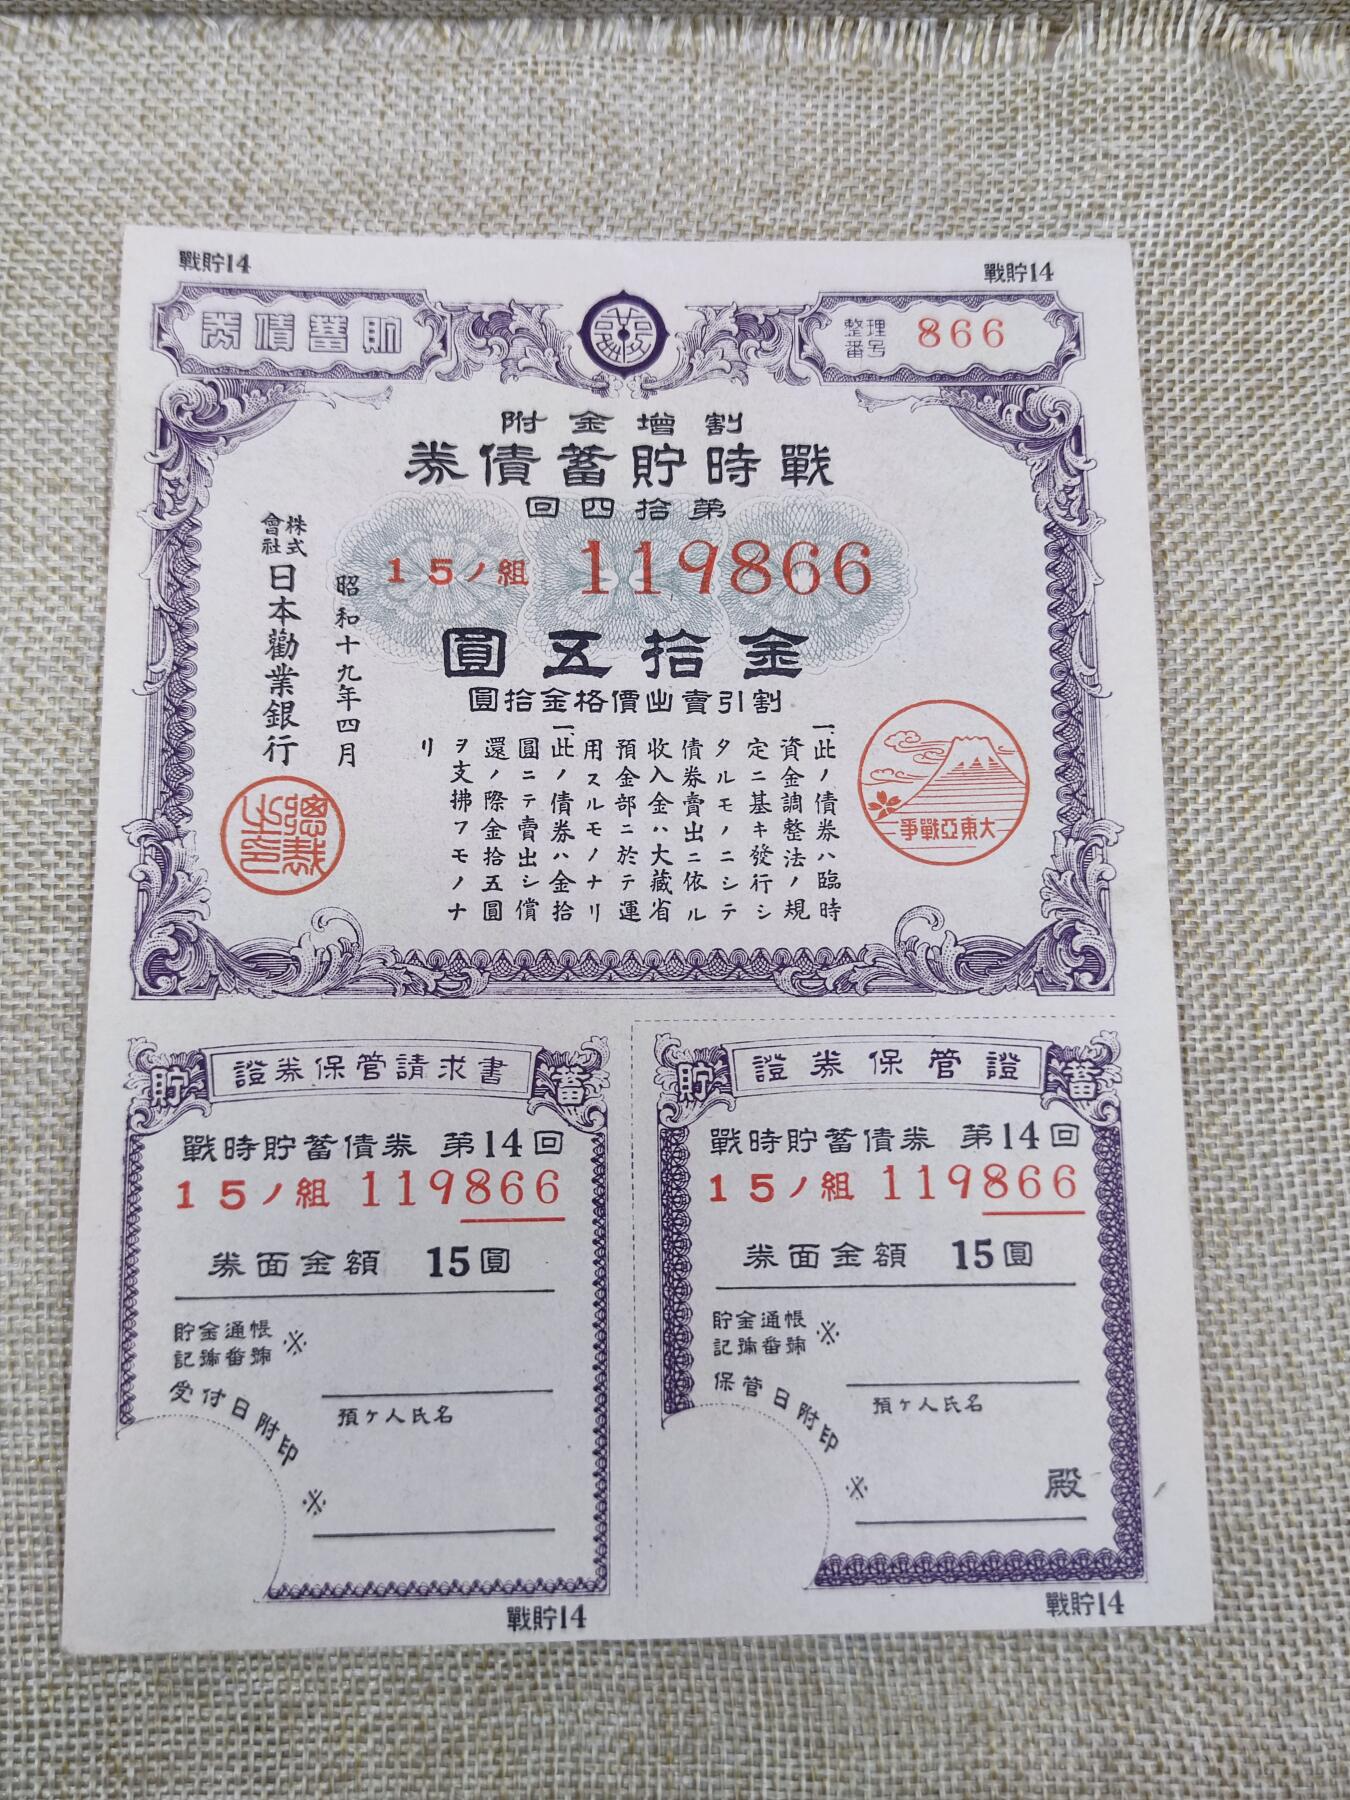 戰貯14
戰貯14
貯蓄債券
整理番号 866
割增金附
戰時貯蓄債券
第拾四回
15ノ組 119866
金拾五圓
割引賣出價格金拾圓
一、此ノ債券ハ臨時
資金調整法ノ規
定ニ基キ發行シ
タルモノニシテ
債券賣出ニ依ル
收入金ハ大藏省
預金部ニ於テ運
用スルモノナリ
一、此ノ債券ハ金拾
圓ニテ賣出シ償
還ノ際金拾五圓
ヲ支拂フモノナ
リ
大東亞戰爭
昭和十九年四月
株式會社日本勸業銀行
總裁之印
貯 證券保管請求書 蓄
戰時貯蓄債券 第14回
15ノ組 119866
券面金額 15圓
貯金通帳
記號番號 ※
受付日附印
預ケ人氏名
※
戰貯14
貯 證券保管證 蓄
戰時貯蓄債券 第14回
15ノ組 119866
券面金額 15圓
貯金通帳
記號番號 ※
保管日附印
預ケ人氏名
※ 殿
戰貯14